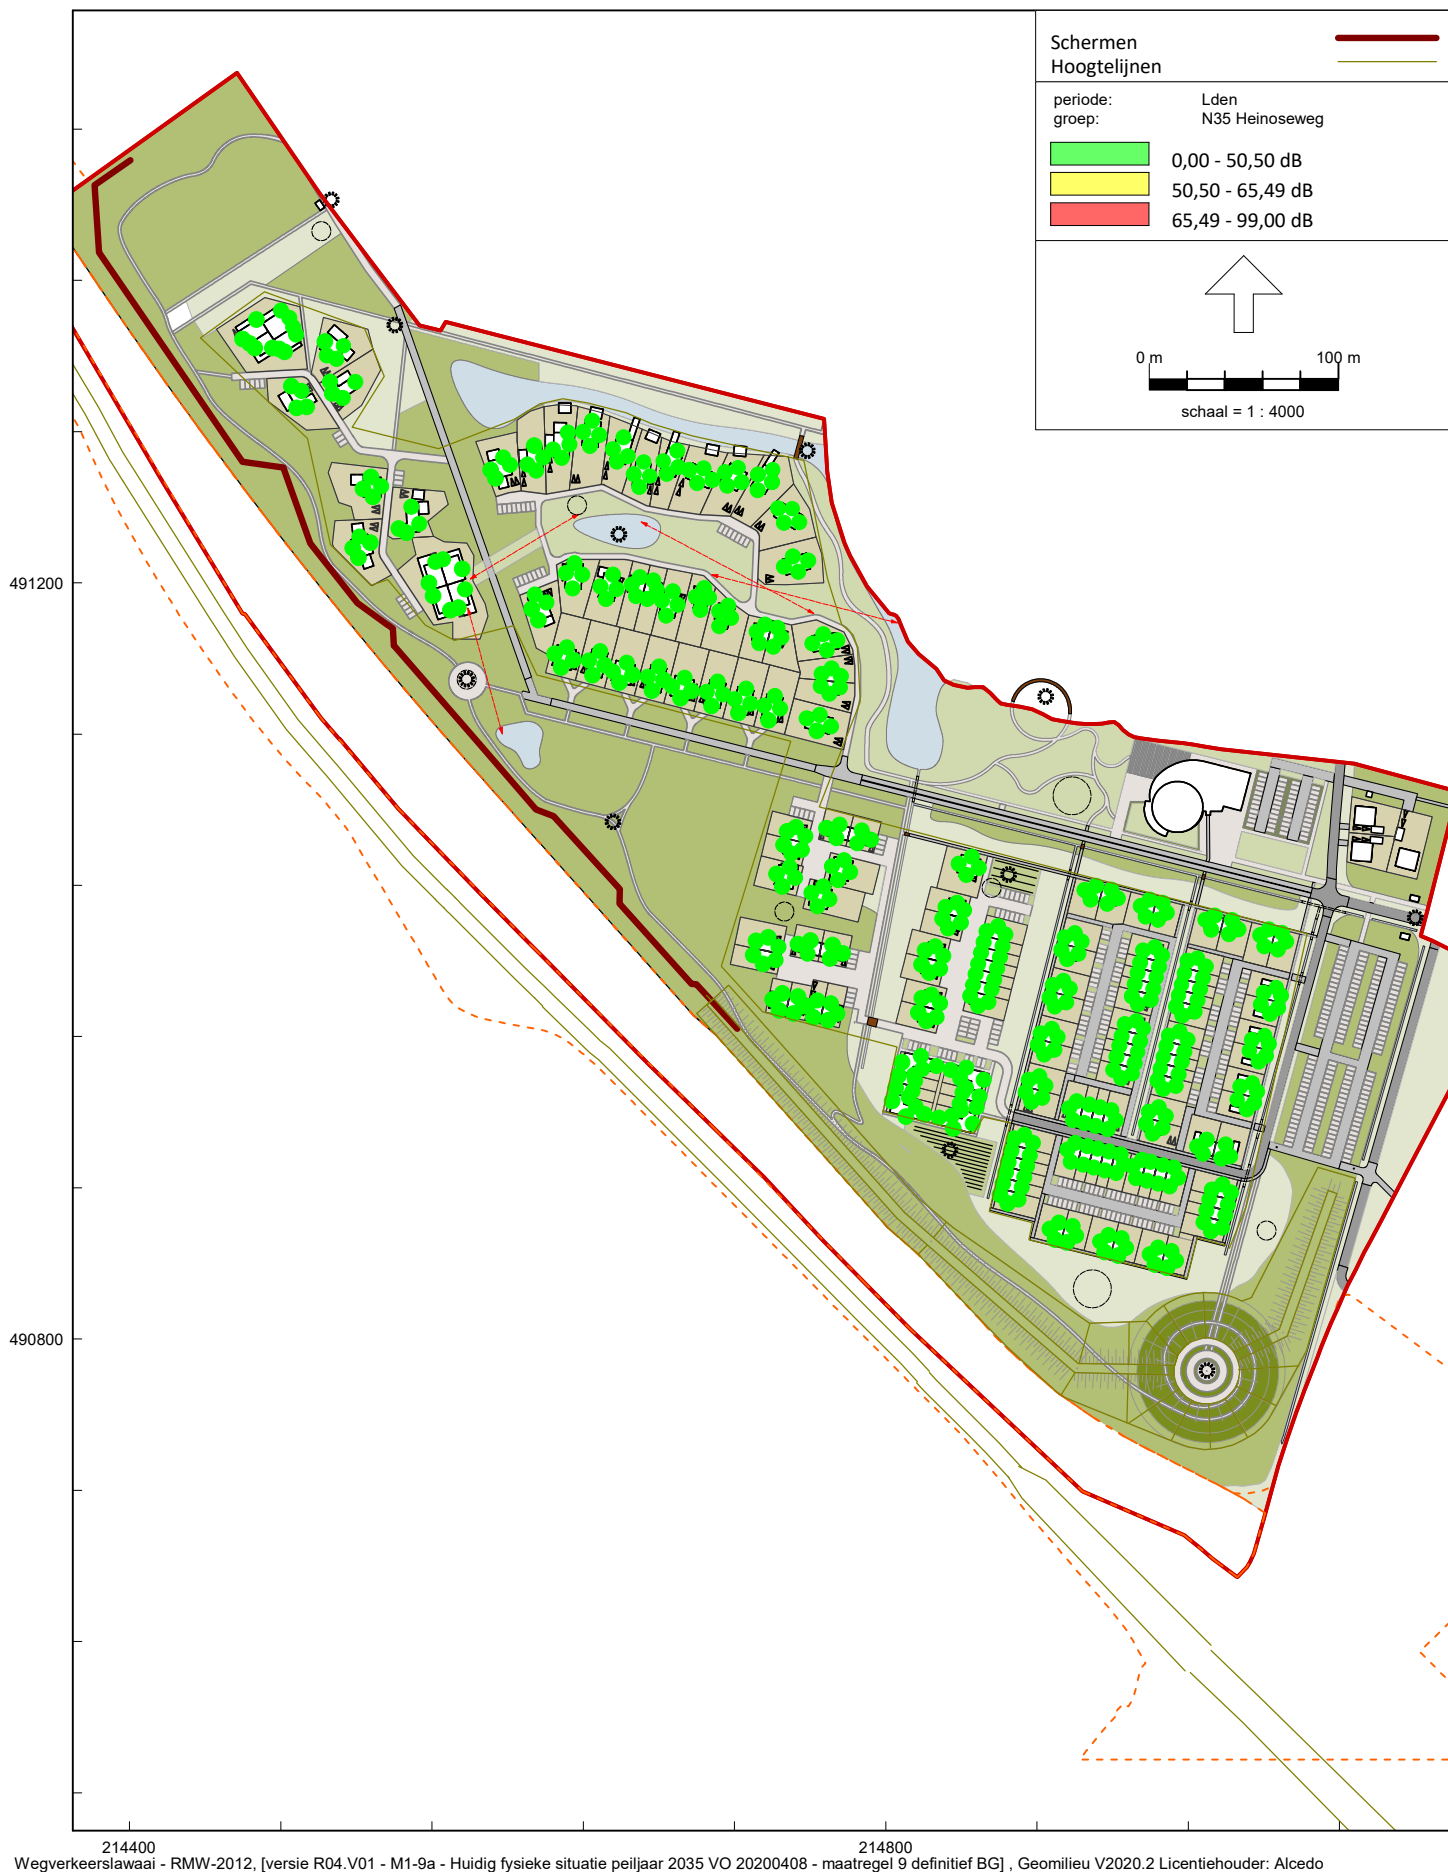 Schermen
Hoogtelijnen
periode: Lden
groep: N35 Heinoseweg
0,00 - 50,50 dB
50,50 - 65,49 dB
65,49 - 99,00 dB
0 m 100 m
schaal = 1 : 4000
491200
490800
214400 214800
Wegverkeerslawaai - RMW-2012, [versie R04.V01 - M1-9a - Huidig fysieke situatie peiljaar 2035 VO 20200408 - maatregel 9 definitief BG] , Geomilieu V2020.2 Licentiehouder: Alcedo